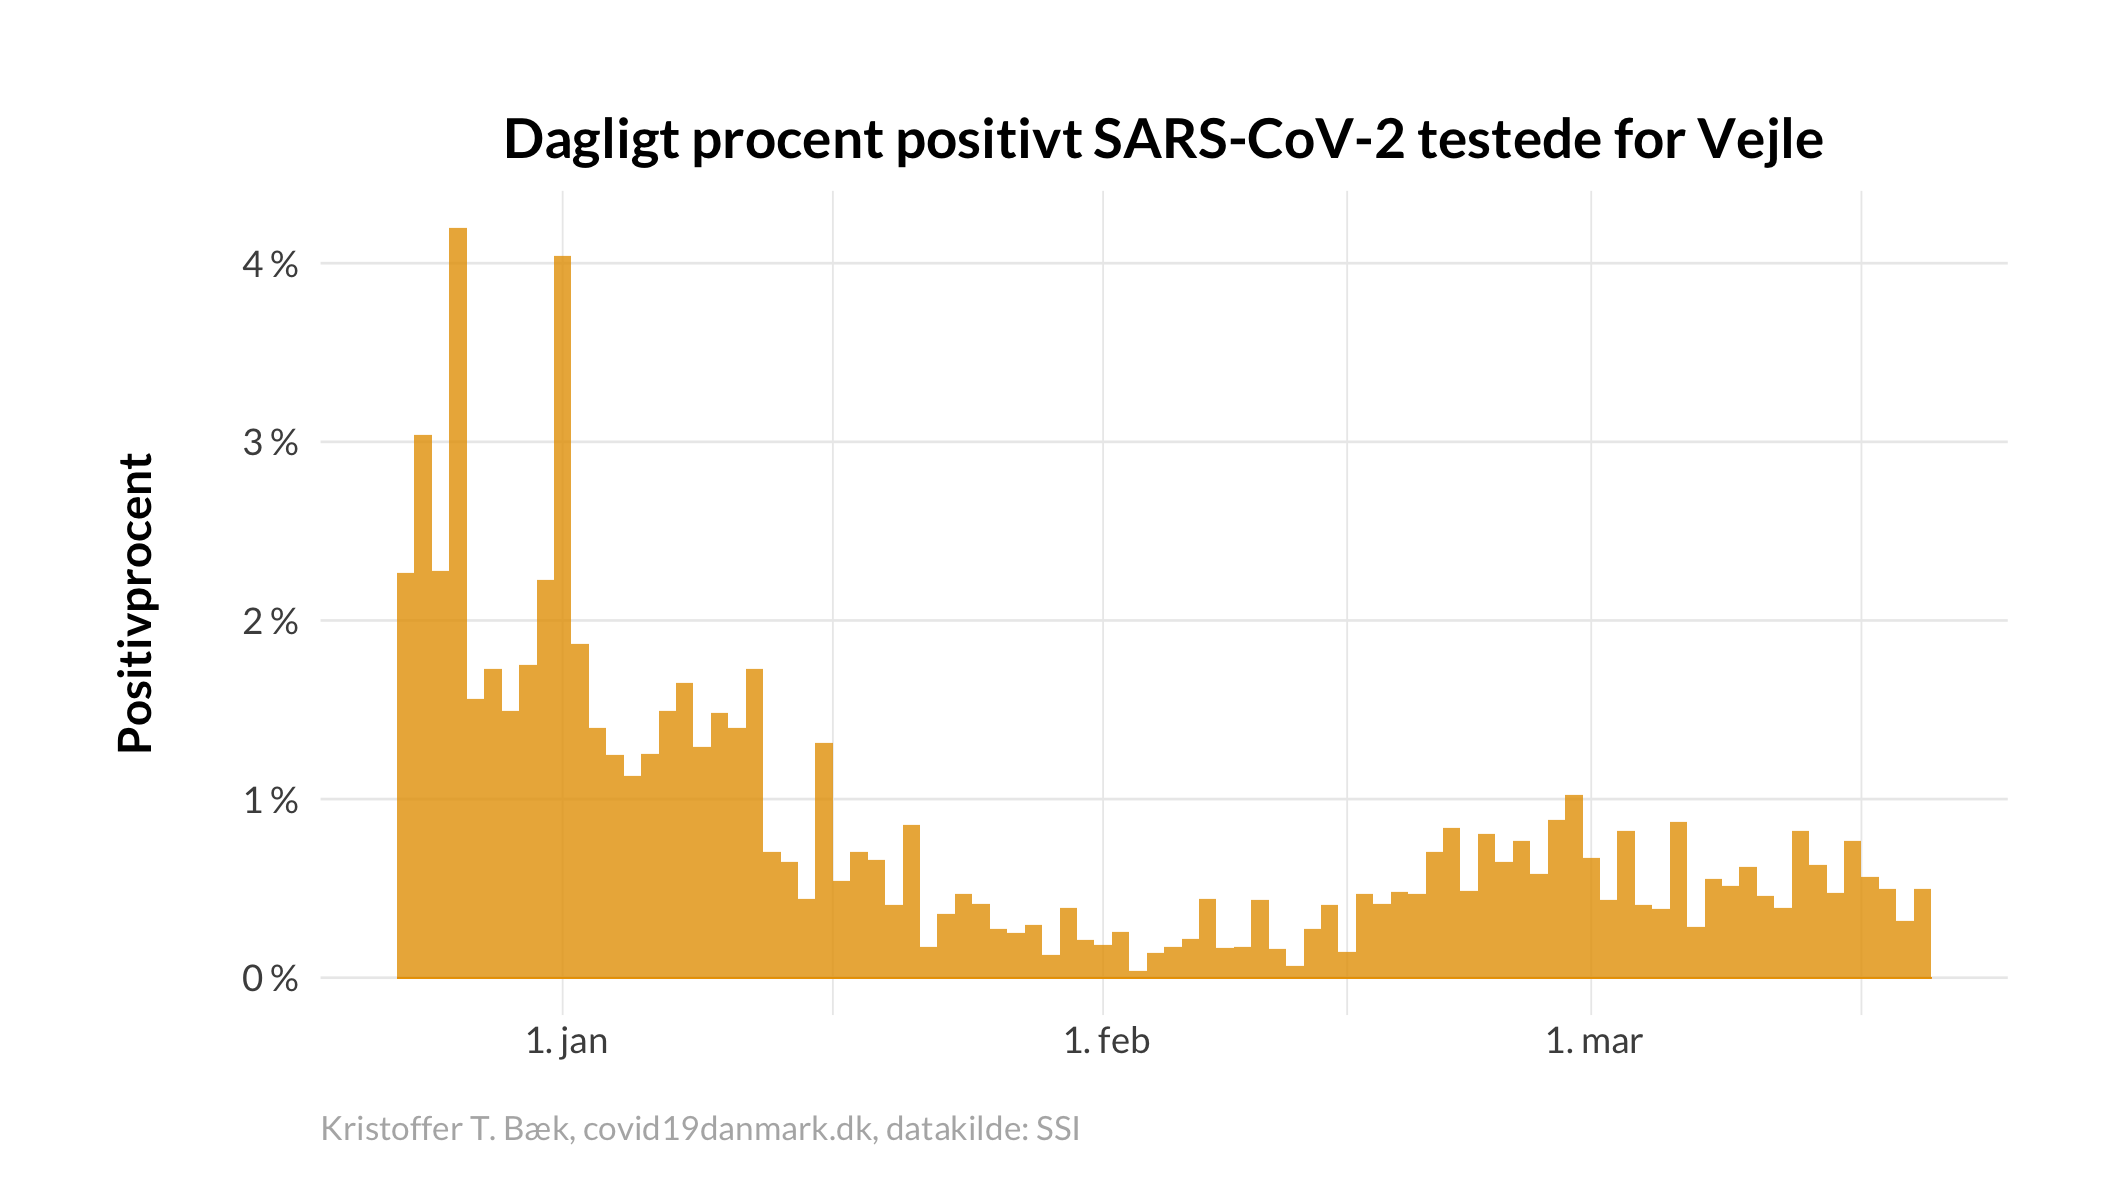 Dagligt procent positivt SARS-CoV-2 testede for Vejle
Positivprocent
4 %
3 %
2 %
1 %
0 %
1. jan
1. feb
1. mar
Kristoffer T. Bæk, covid19danmark.dk, datakilde: SSI